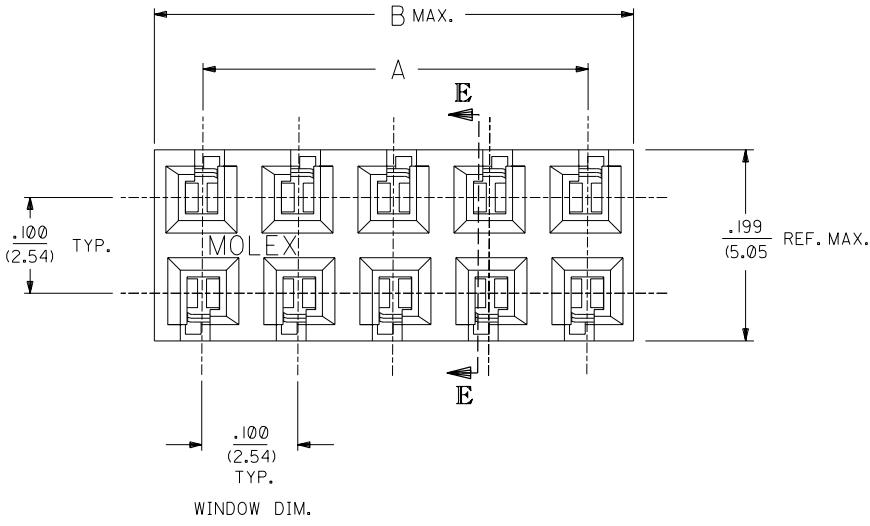 B MAX.
A
E
.100
(2.54)
TYP.
MOLEX
.199
(5.05
REF. MAX.
E
.100
(2.54)
TYP.
WINDOW DIM.